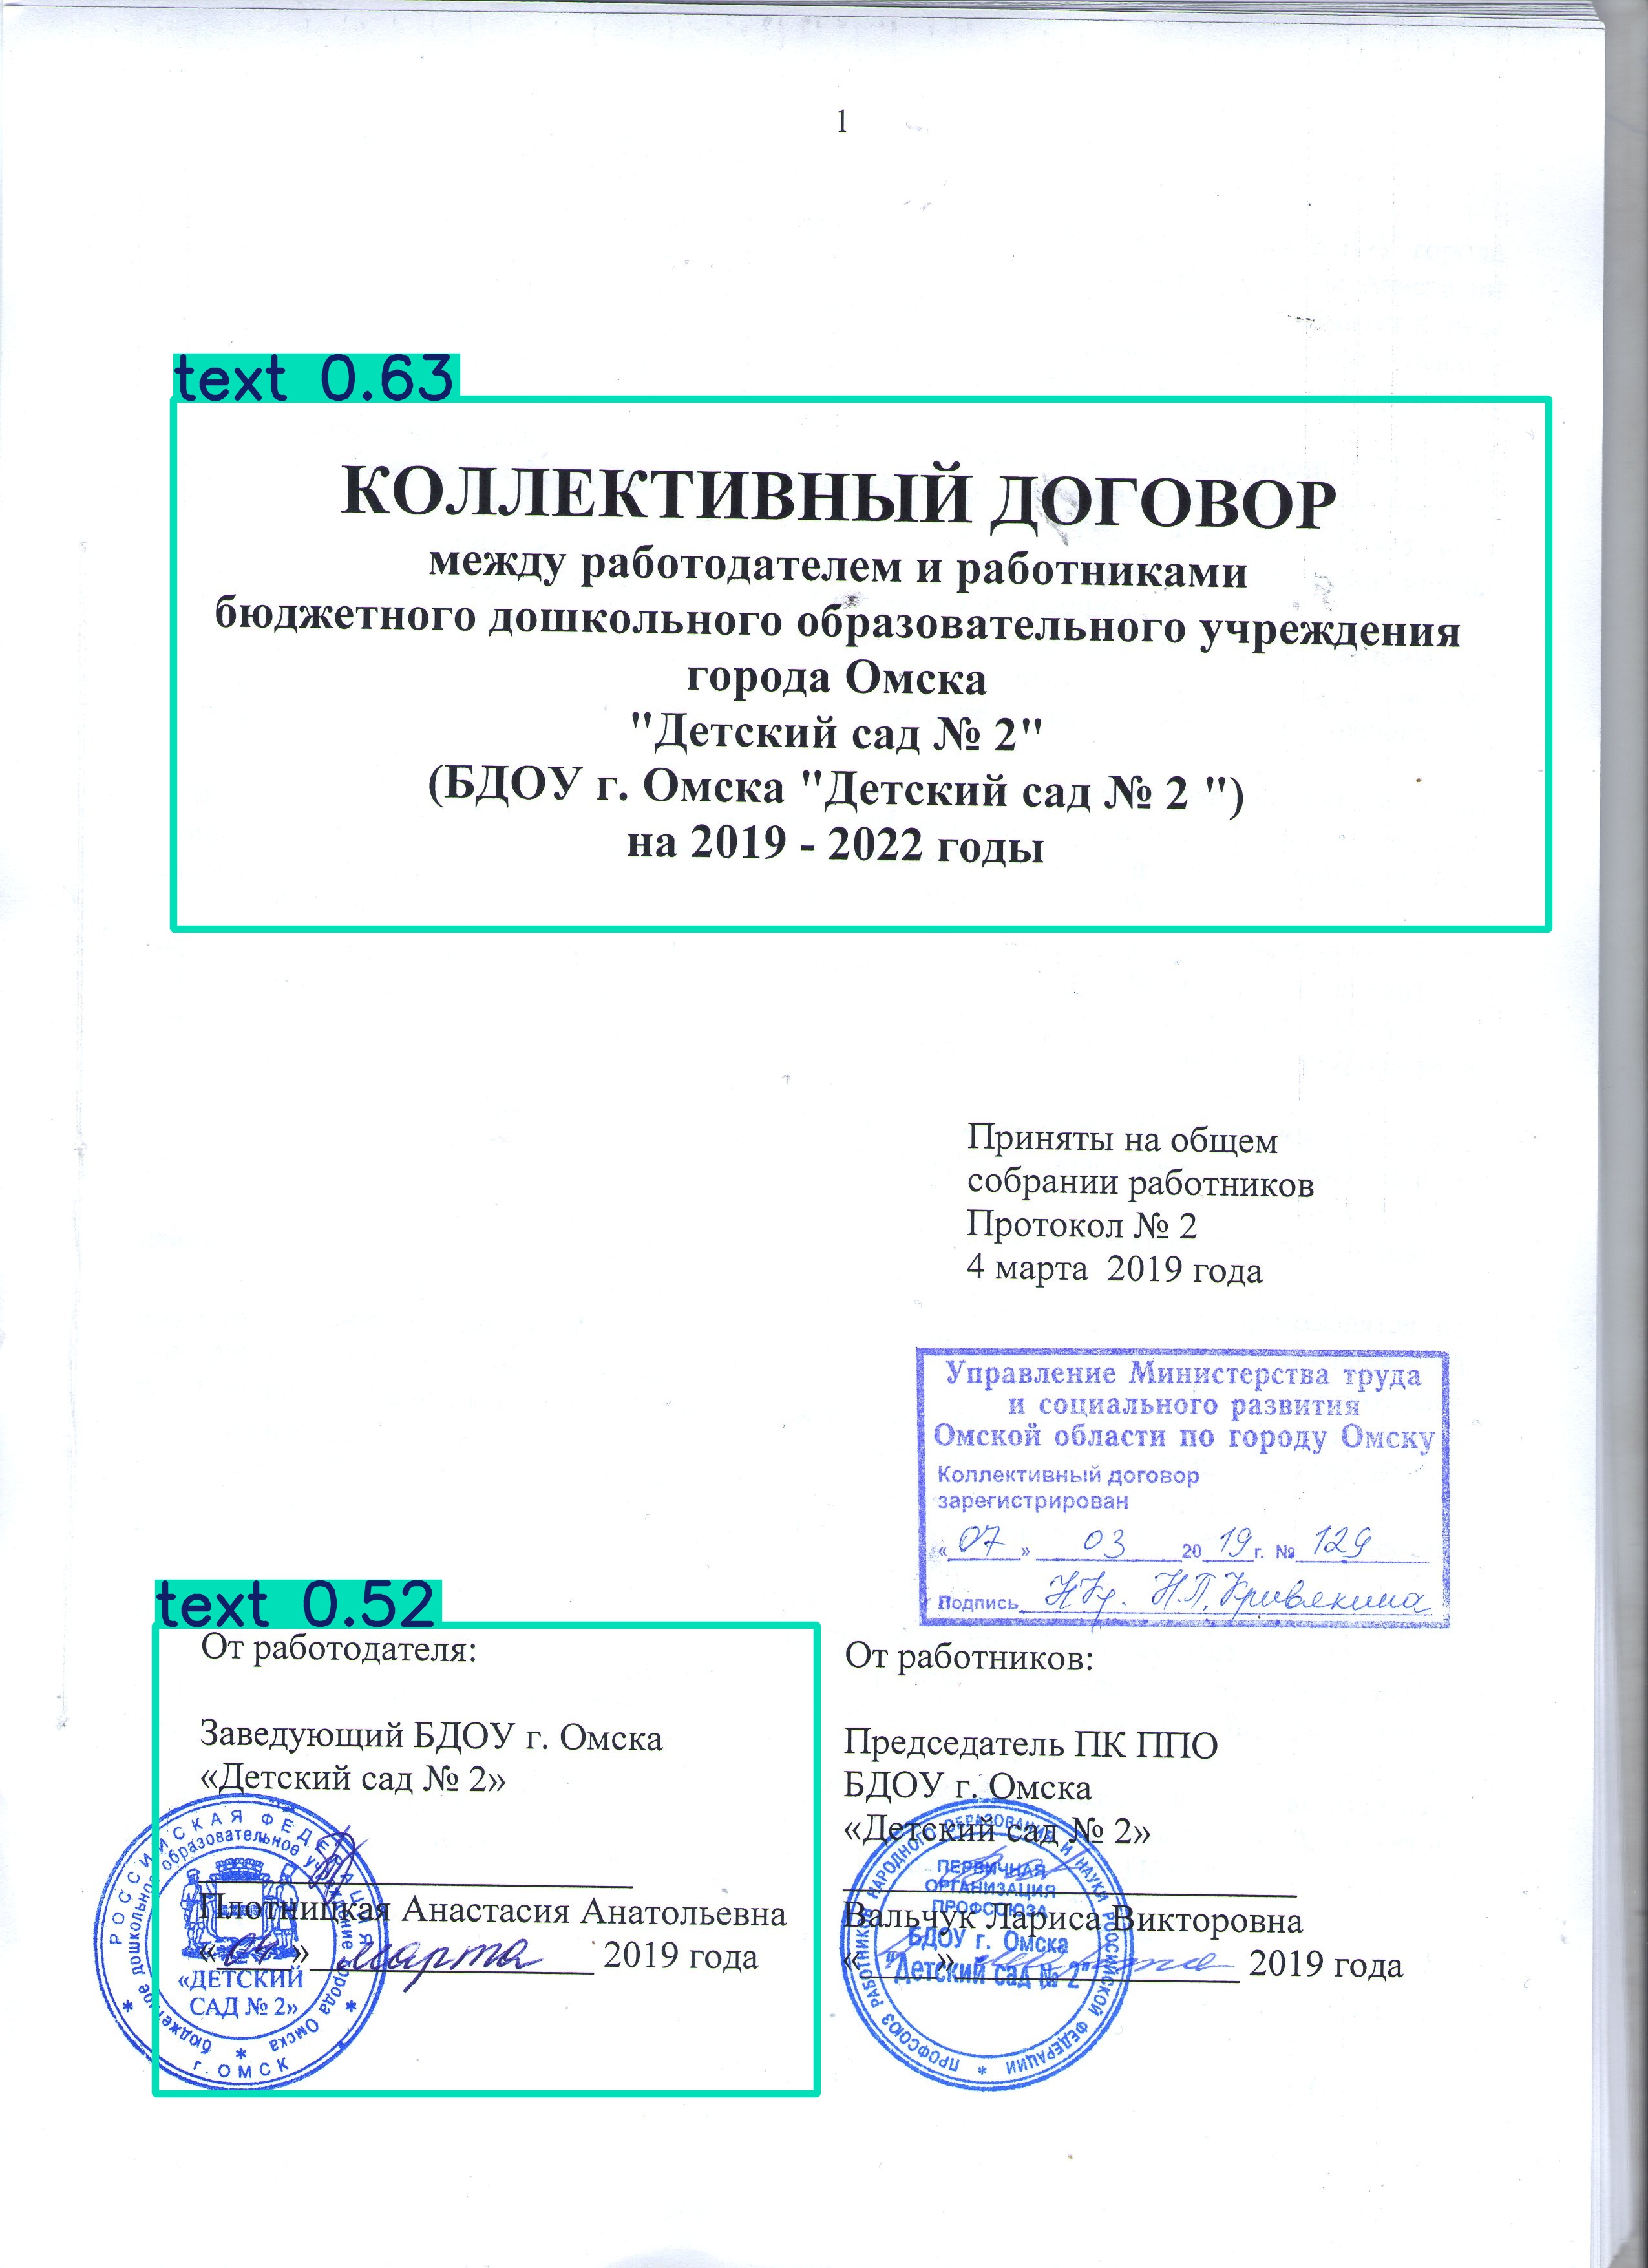 1
text 0.63
КОЛЛЕКТИВНЫЙ ДОГОВОР
между работодателем и работниками
бюджетного дошкольного образовательного учреждения
города Омска
"Детский сад № 2"
(БДОУ г. Омска "Детский сад № 2 ")
на 2019 - 2022 годы
Приняты на общем
собрании работников
Протокол № 2
4 марта 2019 года
Управление Министерства труда
и социального развития
Омской области по городу Омску
Коллективный договор
зарегистрирован
«07» 03 2019г. № 129
Подпись Н.П. Кривякина
text 0.52
От работодателя:
Заведующий БДОУ г. Омска
«Детский сад № 2»
Плотницкая Анастасия Анатольевна
«04» марта 2019 года
РОССИЙСКАЯ ФЕДЕРАЦИЯ
г. ОМСК
бюджетное дошкольное образовательное учреждение города Омска
«ДЕТСКИЙ
САД № 2»
От работников:
Председатель ПК ППО
БДОУ г. Омска
«Детский сад № 2»
Вальчук Лариса Викторовна
« » 2019 года
ПРОФСОЮЗ РАБОТНИКОВ НАРОДНОГО ОБРАЗОВАНИЯ И НАУКИ РОССИЙСКОЙ ФЕДЕРАЦИИ
ПЕРВИЧНАЯ
ОРГАНИЗАЦИЯ
ПРОФСОЮЗА
БДОУ г. Омска
"Детский сад № 2"